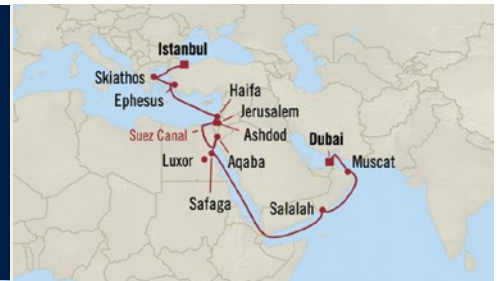 Istanbul
Skiathos
Haifa
Ephesus
Jerusalem
Suez Canal
Ashdod
Dubai
Luxor
Aqaba
Muscat
Safaga
Salalah